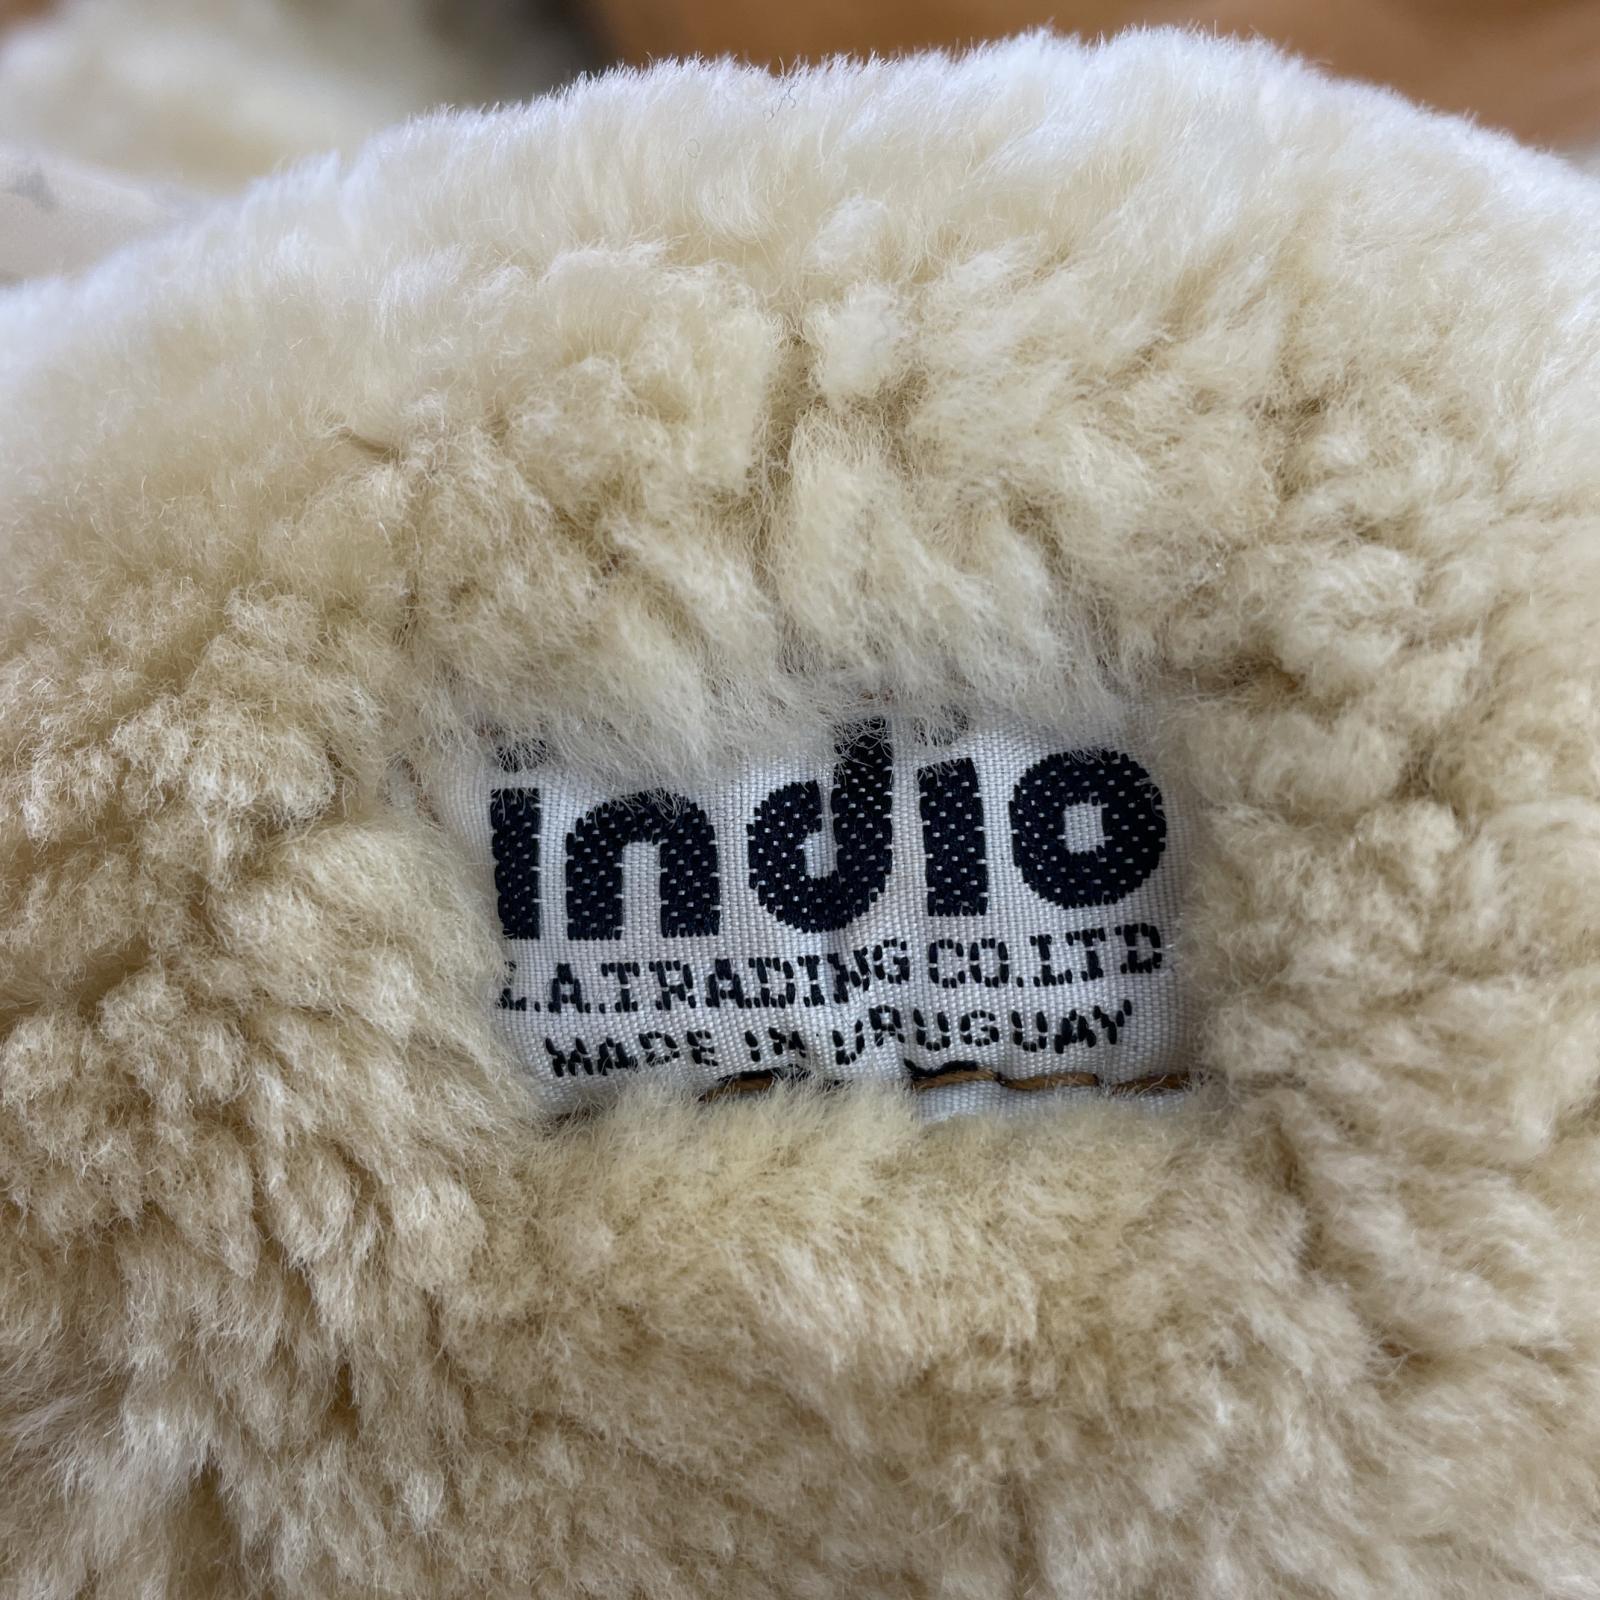 indio
L.A.TRADING CO.LTD
MADE IN URUGUAY